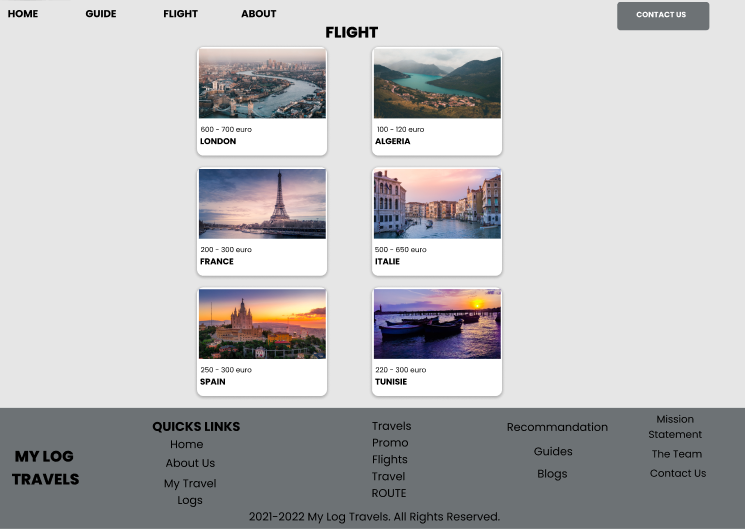 HOME GUIDE FLIGHT ABOUT CONTACT US
FLIGHT
600 - 700 euro
LONDON
100 - 120 euro
ALGERIA
200 - 300 euro
FRANCE
500 - 650 euro
ITALIE
250 - 300 euro
SPAIN
220 - 300 euro
TUNISIE
MY LOG
TRAVELS
QUICKS LINKS
Home
About Us
My Travel
Logs
Travels
Promo
Flights
Travel
ROUTE
Recommandation
Guides
Blogs
Mission
Statement
The Team
Contact Us
2021-2022 My Log Travels. All Rights Reserved.